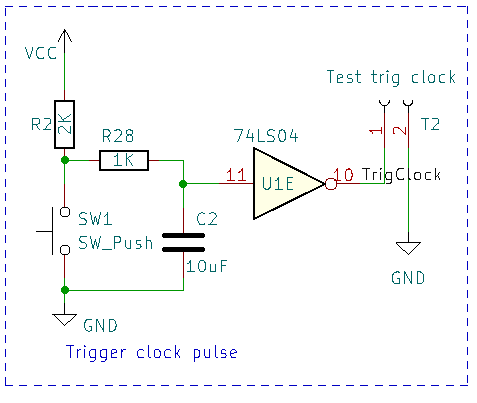 VCC
Test trig clock
R2
2K
R28
1K
74LS04
1
2
T2
11
U1E
10
TrigClock
SW1
SW_Push
C2
10uF
GND
GND
Trigger clock pulse